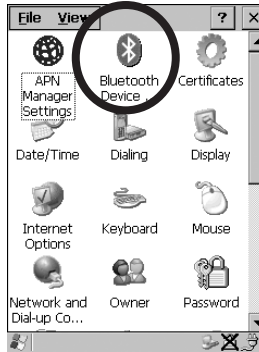 File View ? ×
APN Manager Settings
Bluetooth Device ...
Certificates
Date/Time
Dialing
Display
Internet Options
Keyboard
Mouse
Network and Dial-up Co...
Owner
Password